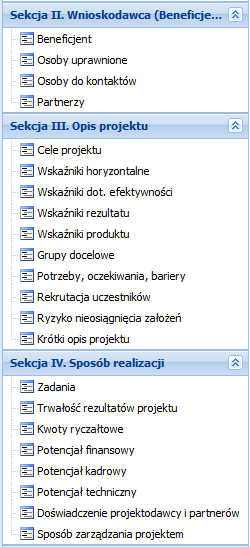 Sekcja II. Wnioskodawca (Beneficje...
Beneficjent
Osoby uprawnione
Osoby do kontaktów
Partnerzy
Sekcja III. Opis projektu
Cele projektu
Wskaźniki horyzontalne
Wskaźniki dot. efektywności
Wskaźniki rezultatu
Wskaźniki produktu
Grupy docelowe
Potrzeby, oczekiwania, bariery
Rekrutacja uczestników
Ryzyko nieosiągnięcia założeń
Krótki opis projektu
Sekcja IV. Sposób realizacji
Zadania
Trwałość rezultatów projektu
Kwoty ryczałtowe
Potencjał finansowy
Potencjał kadrowy
Potencjał techniczny
Doświadczenie projektodawcy i partnerów
Sposób zarządzania projektem